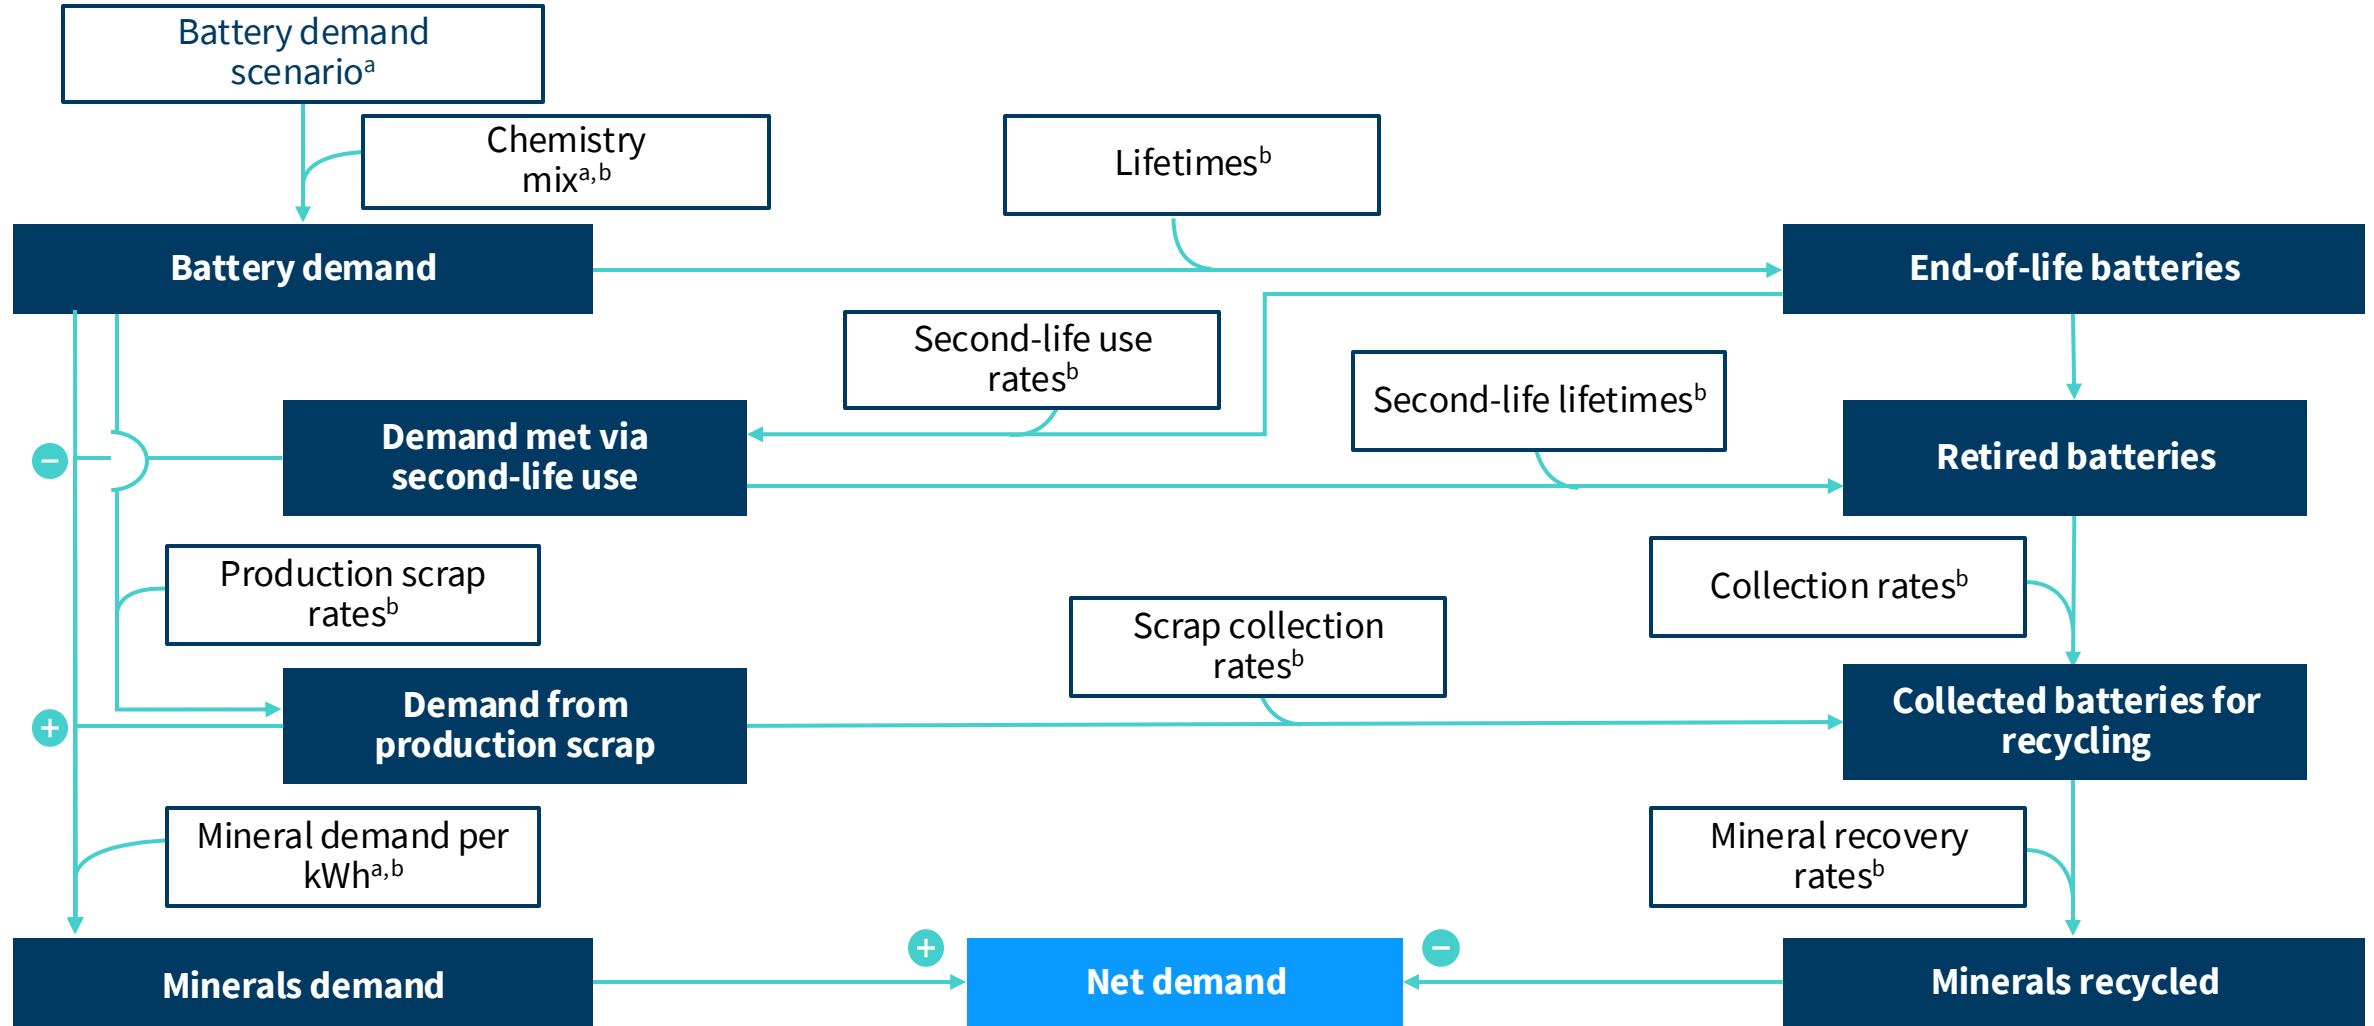 Battery demand
scenarioᵃ
Chemistry
mixᵃ,ᵇ
Lifetimesᵇ
Battery demand
End-of-life batteries
Second-life use
ratesᵇ
Second-life lifetimesᵇ
Demand met via
second-life use
Retired batteries
−
Production scrap
ratesᵇ
Collection ratesᵇ
Scrap collection
ratesᵇ
Demand from
production scrap
Collected batteries for
recycling
+
Mineral demand per
kWhᵃ,ᵇ
Mineral recovery
ratesᵇ
+
−
Minerals demand
Net demand
Minerals recycled